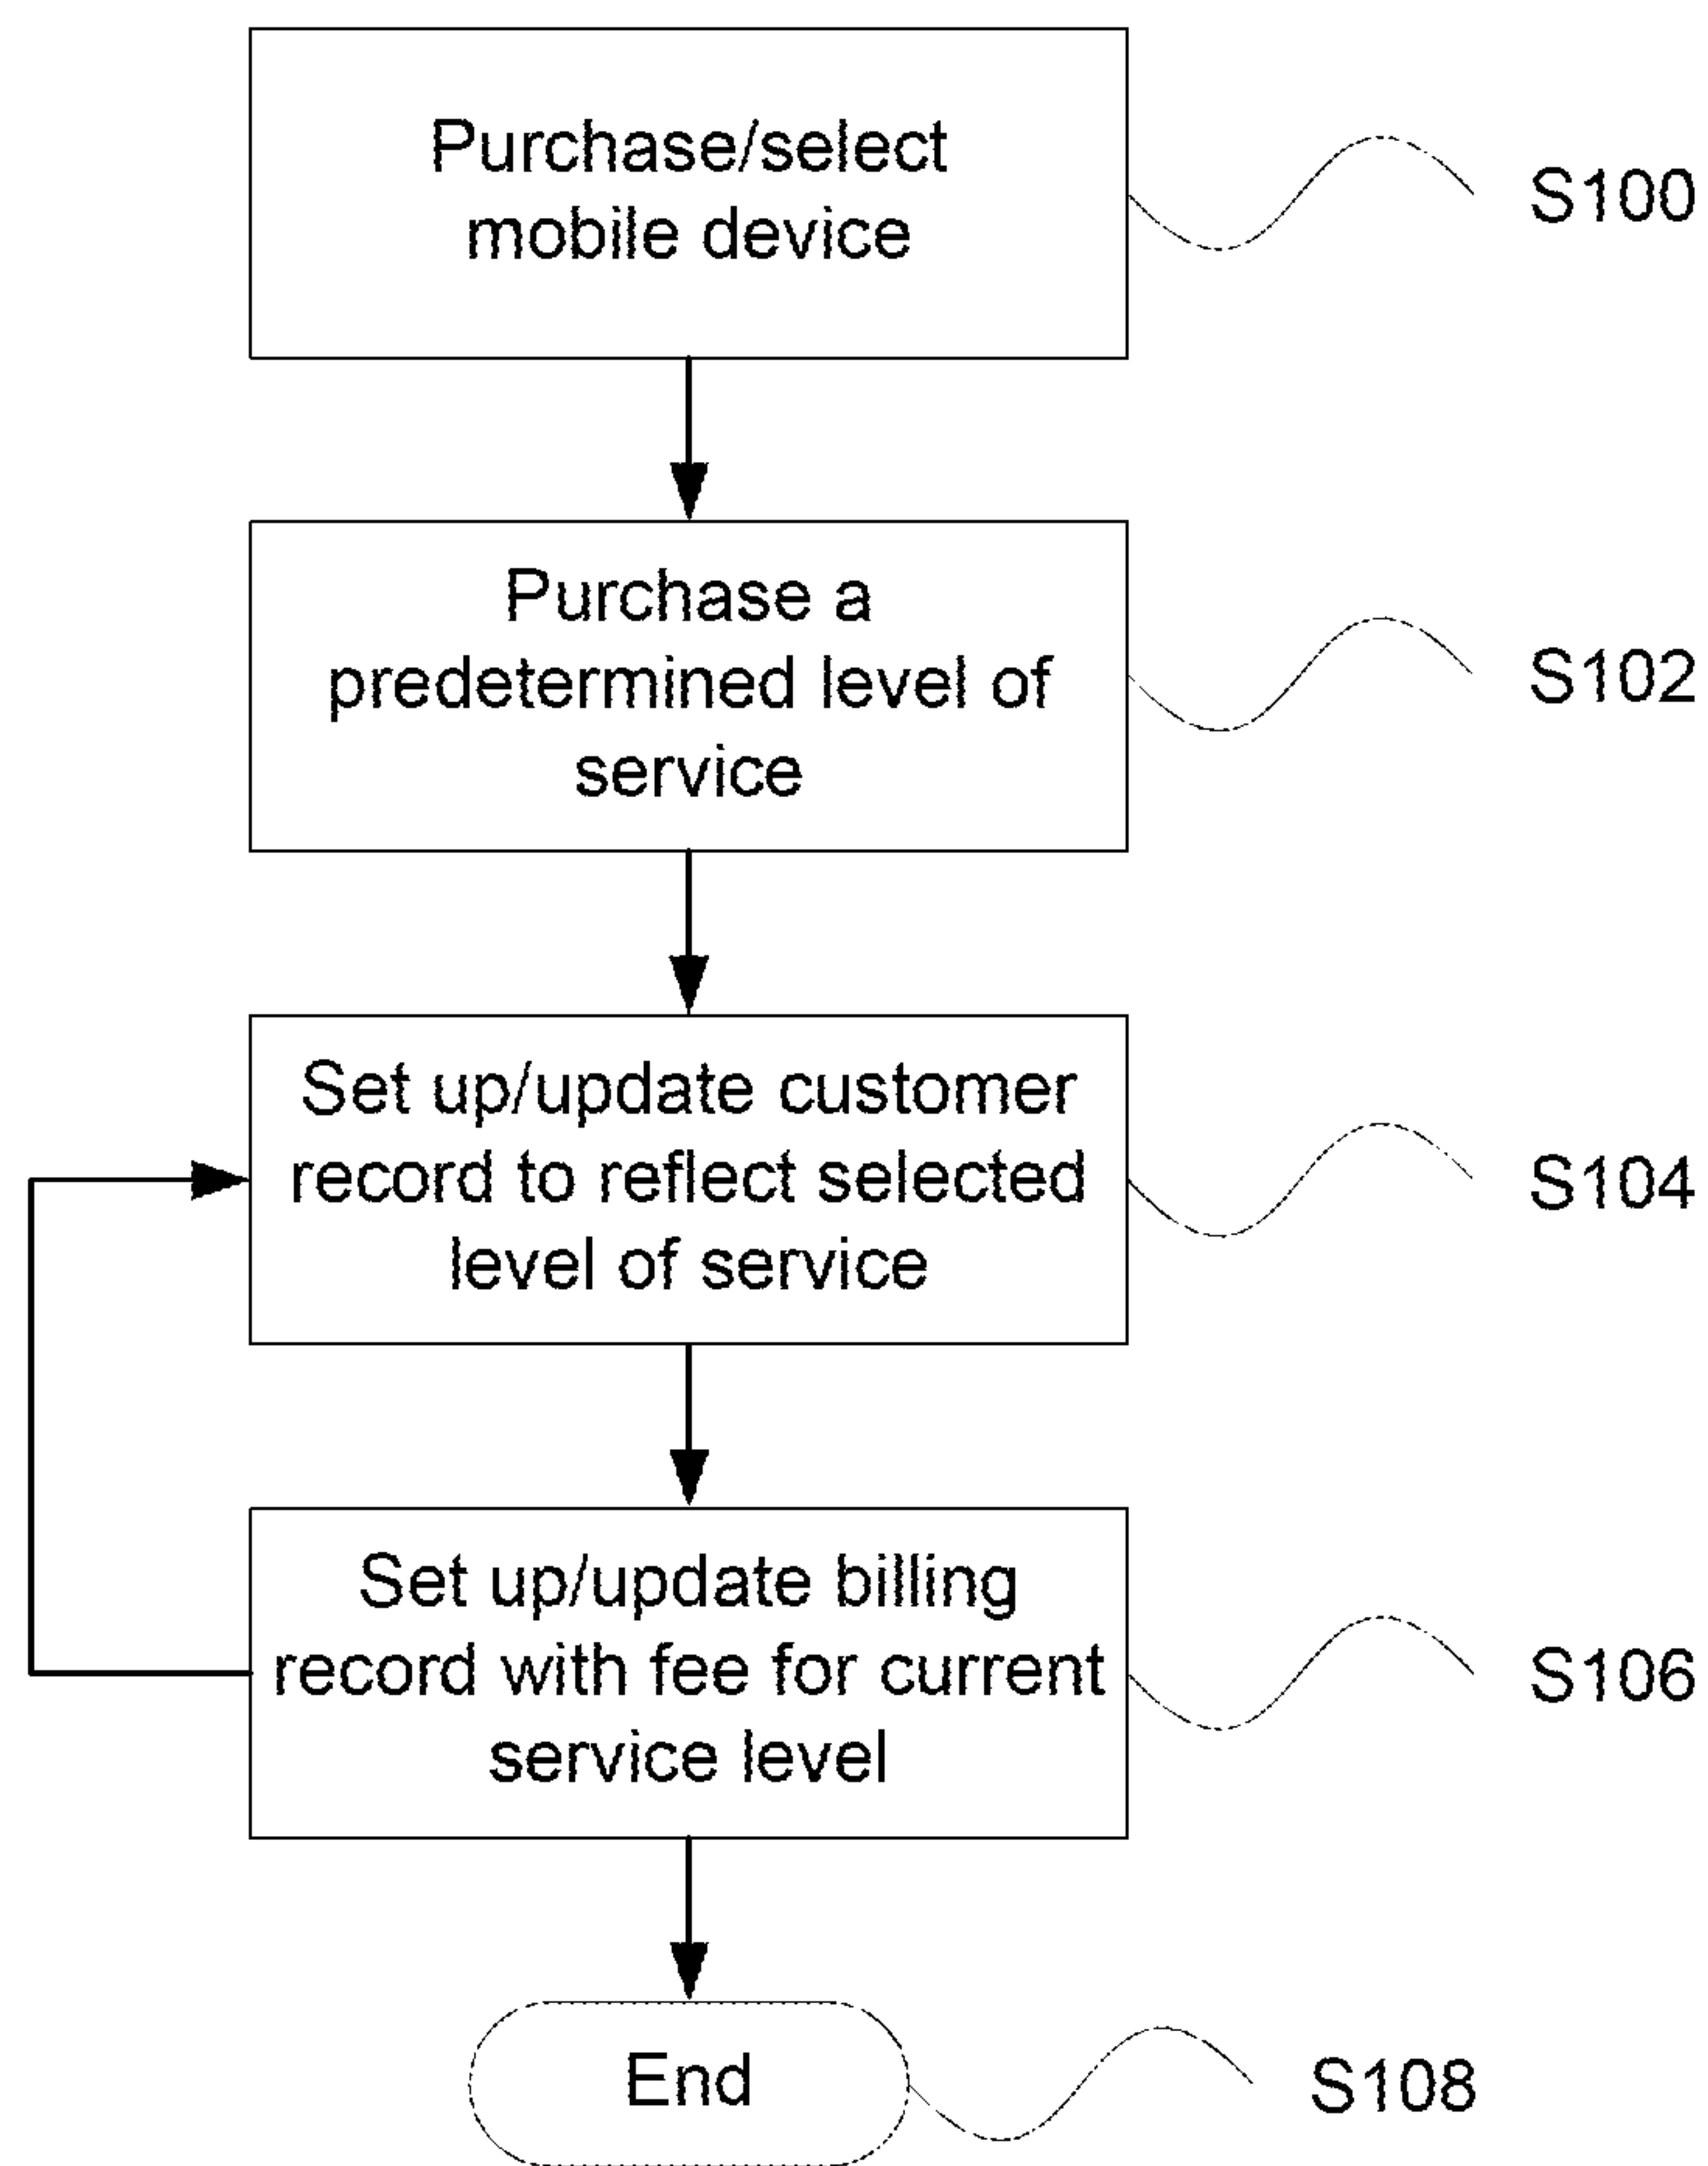 Purchase/select
mobile device
S100
Purchase a
predetermined level of
service
S102
Set up/update customer
record to reflect selected
level of service
S104
Set up/update billing
record with fee for current
service level
S106
End
S108